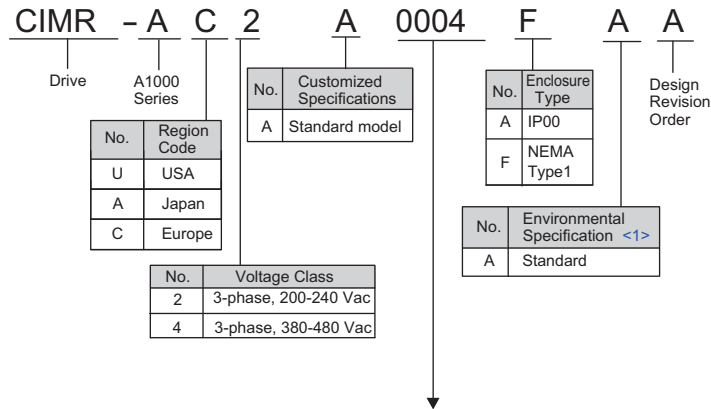 CIMR - A C 2 A 0004 F A A
Drive
A1000
Series
No. Region
Code
U USA
A Japan
C Europe
No. Voltage Class
2 3-phase, 200-240 Vac
4 3-phase, 380-480 Vac
No. Customized
Specifications
A Standard model
No. Enclosure
Type
A IP00
F NEMA
Type1
No. Environmental
Specification <1>
A Standard
Design
Revision
Order